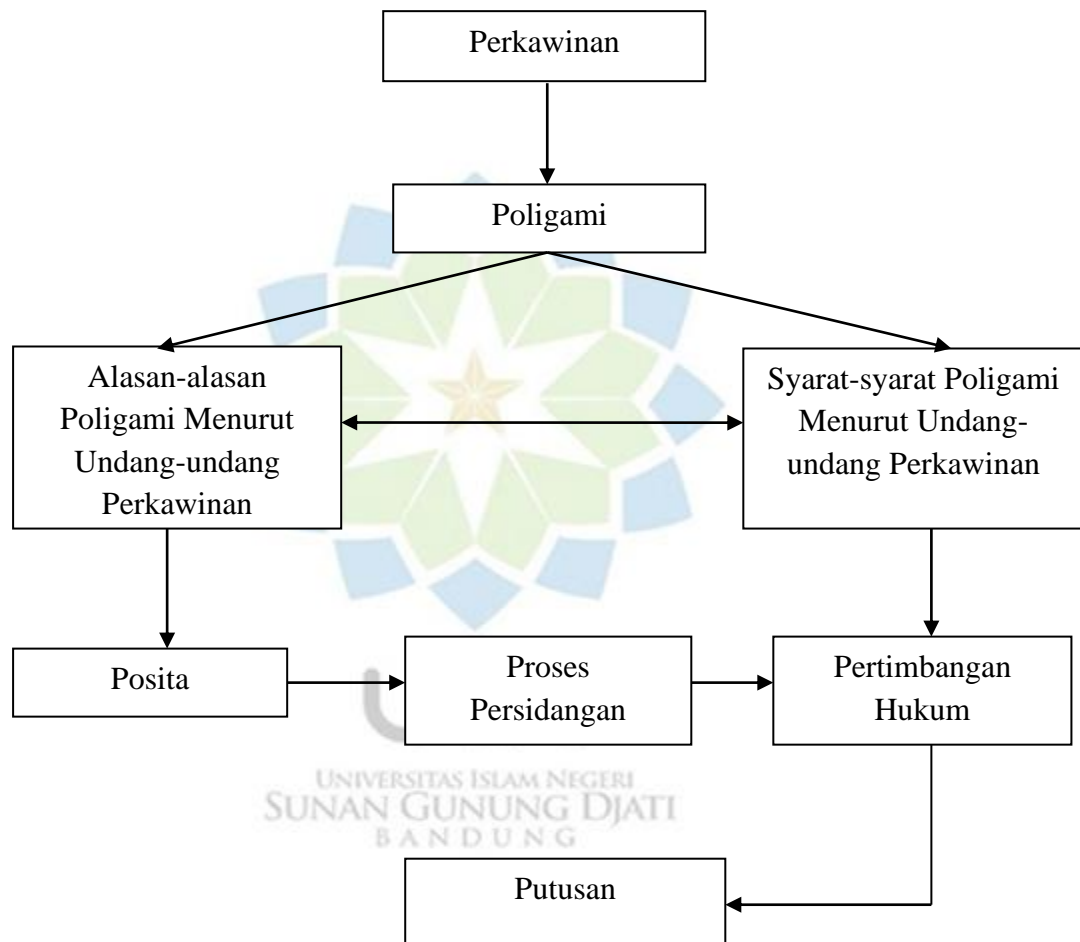 Perkawinan
Poligami
Alasan-alasan
Poligami Menurut
Undang-undang
Perkawinan
Syarat-syarat Poligami
Menurut Undang-
undang Perkawinan
Posita
Proses
Persidangan
Pertimbangan
Hukum
UNIVERSITAS ISLAM NEGERI
SUNAN GUNUNG DJATI
BANDUNG
Putusan